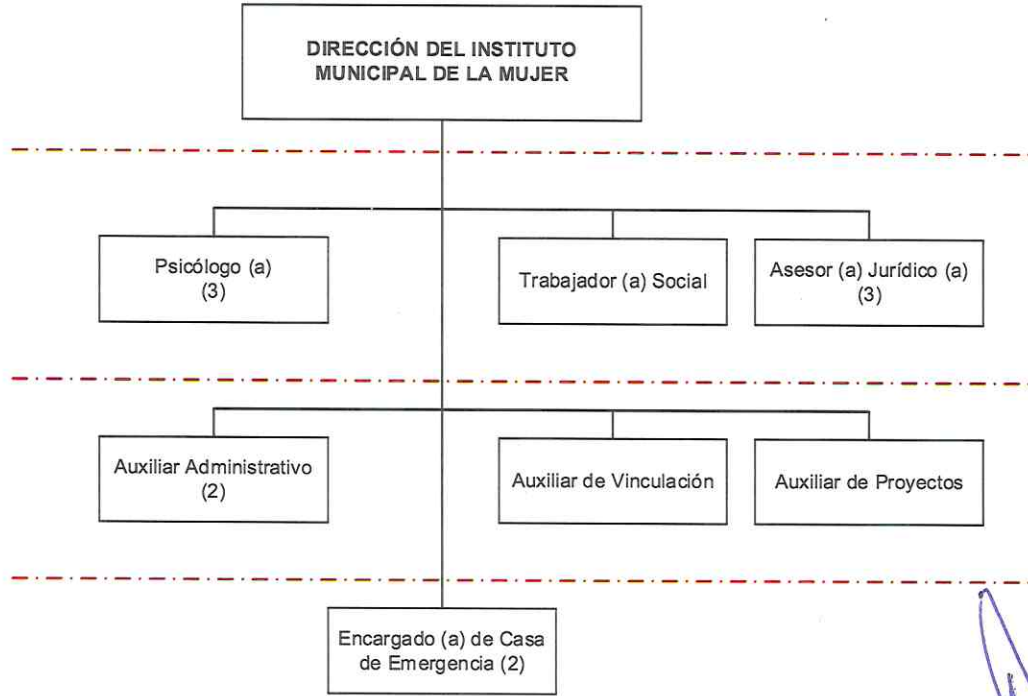 DIRECCIÓN DEL INSTITUTO
MUNICIPAL DE LA MUJER
Psicólogo (a)
(3)
Trabajador (a) Social
Asesor (a) Jurídico (a)
(3)
Auxiliar Administrativo
(2)
Auxiliar de Vinculación
Auxiliar de Proyectos
Encargado (a) de Casa
de Emergencia (2)